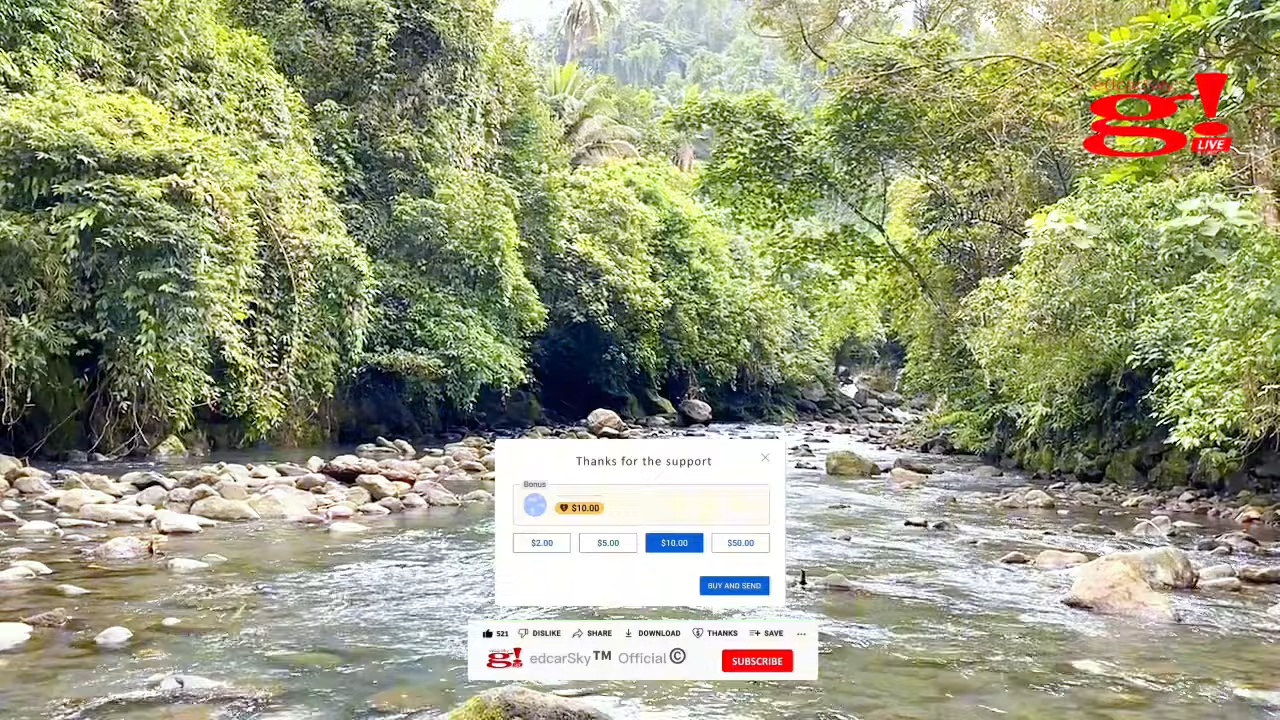 g!
LIVE
Thanks for the support
Bonus
$10.00
$2.00
$5.00
$10.00
$50.00
BUY AND SEND
521
DISLIKE
SHARE
DOWNLOAD
THANKS
SAVE
g!
edcarSky™ Official©
SUBSCRIBE